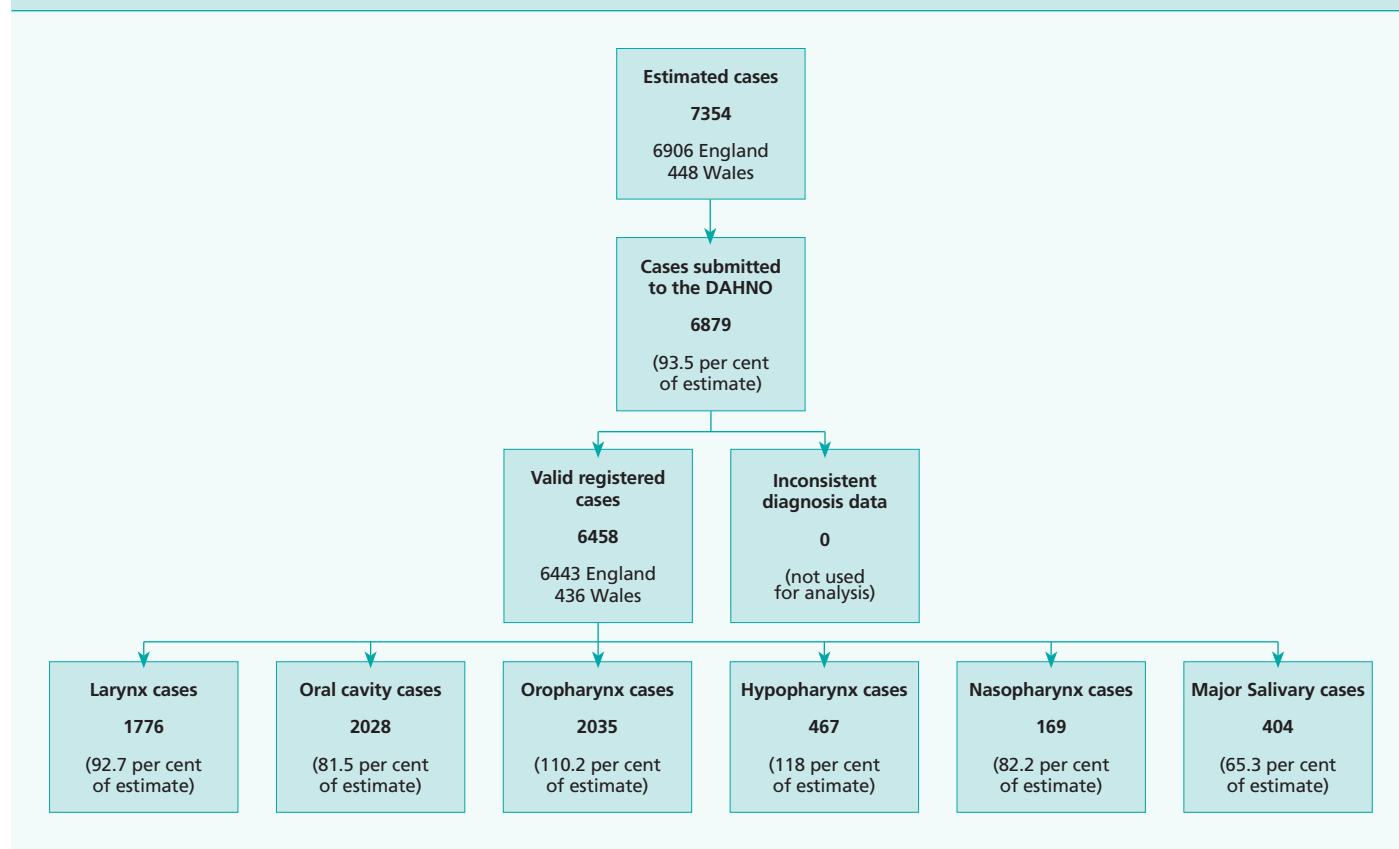 Estimated cases
7354
6906 England
448 Wales
Cases submitted
to the DAHNO
6879
(93.5 per cent
of estimate)
Valid registered
cases
6458
6443 England
436 Wales
Inconsistent
diagnosis data
0
(not used
for analysis)
Larynx cases
1776
(92.7 per cent
of estimate)
Oral cavity cases
2028
(81.5 per cent
of estimate)
Oropharynx cases
2035
(110.2 per cent
of estimate)
Hypopharynx cases
467
(118 per cent
of estimate)
Nasopharynx cases
169
(82.2 per cent
of estimate)
Major Salivary cases
404
(65.3 per cent
of estimate)